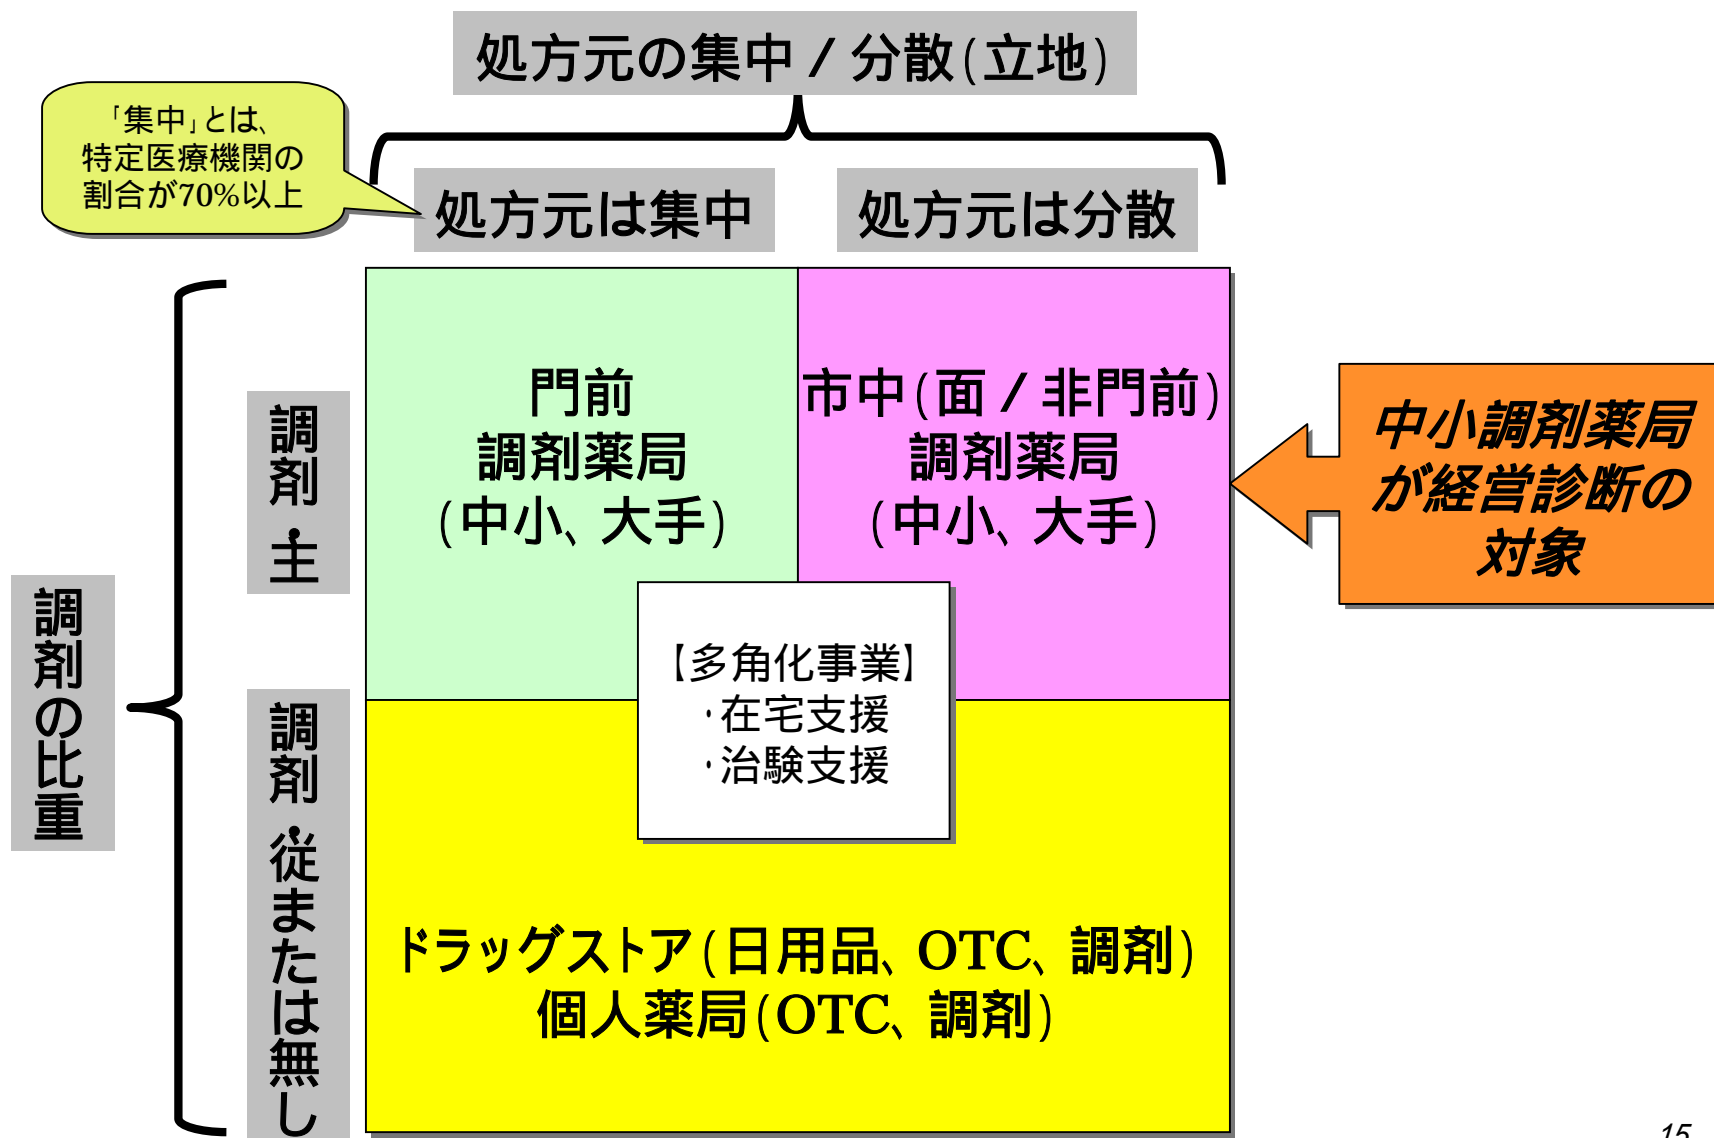 処方元の集中／分散(立地)
「集中」とは、
特定医療機関の
割合が70%以上
処方元は集中
処方元は分散
調剤の比重
調剤・主
調剤・従または無し
門前
調剤薬局
(中小、大手)
市中(面／非門前)
調剤薬局
(中小、大手)
中小調剤薬局
が経営診断の
対象
【多角化事業】
・在宅支援
・治験支援
ドラッグストア(日用品、OTC、調剤)
個人薬局(OTC、調剤)
15